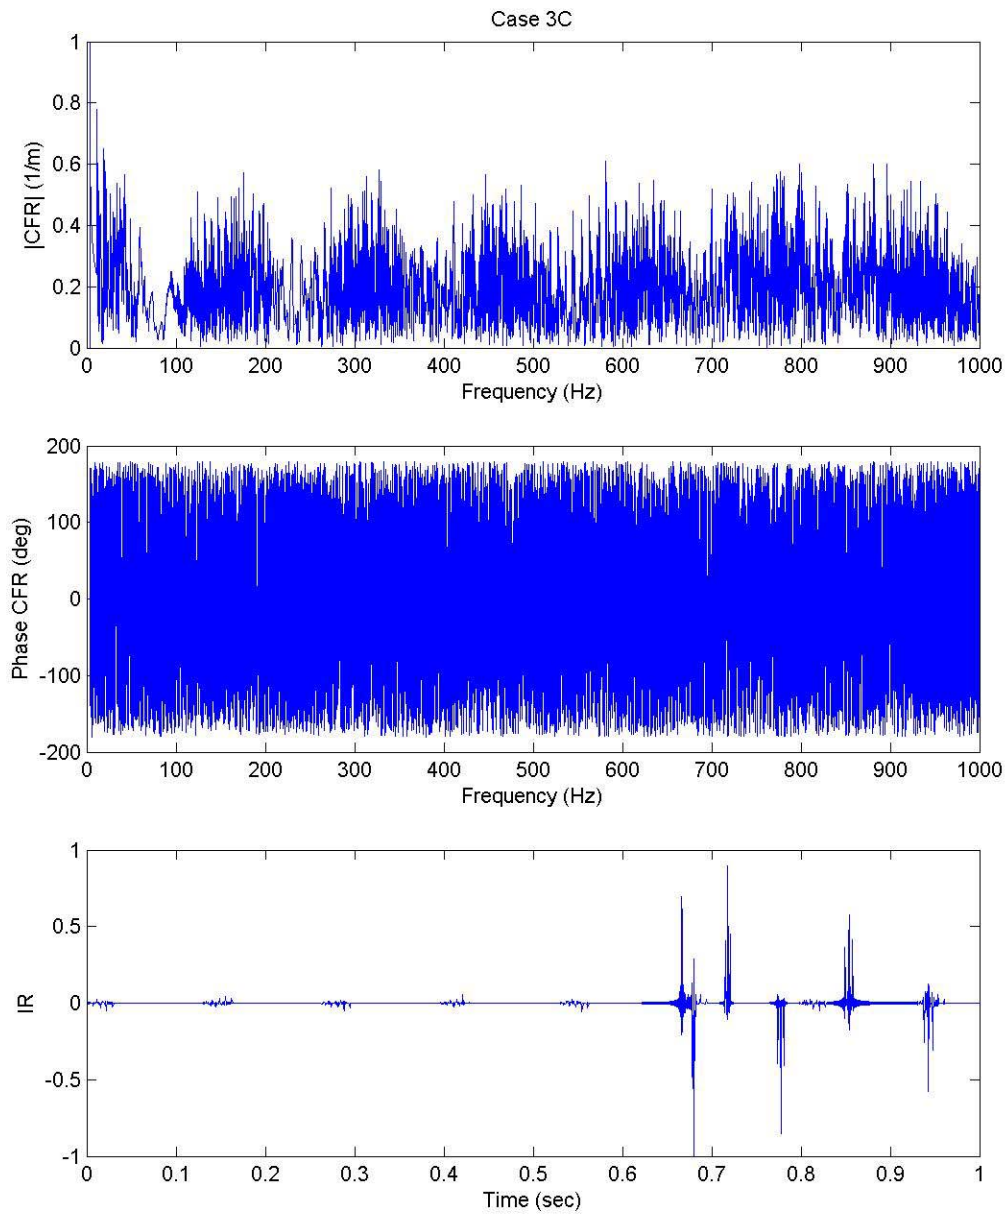 Case 3C
1
0.8
0.6
0.4
0.2
0
|CFR| (1/m)
0 100 200 300 400 500 600 700 800 900 1000
Frequency (Hz)
200
100
0
-100
-200
Phase CFR (deg)
0 100 200 300 400 500 600 700 800 900 1000
Frequency (Hz)
1
0.5
0
-0.5
-1
IR
0 0.1 0.2 0.3 0.4 0.5 0.6 0.7 0.8 0.9 1
Time (sec)